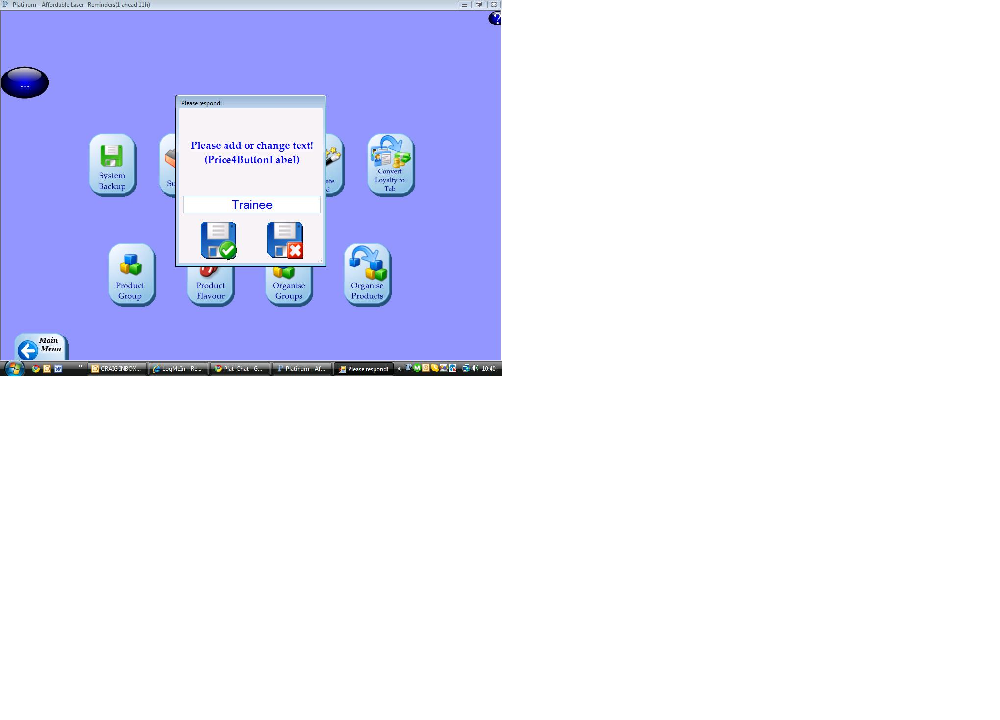 Platinum - Affordable Laser -Reminders(1 ahead 11h)
?
...
Please respond!
Please add or change text!
(Price4ButtonLabel)
Trainee
System
Backup
Su
ate
d
Convert
Loyalty to
Tab
Product
Group
Product
Flavour
Organise
Groups
Organise
Products
Main
Menu
»
CRAIG INBOX...
LogMeIn - Re...
Plat-Chat - G...
Platinum - Af...
Please respond!
<
10:40